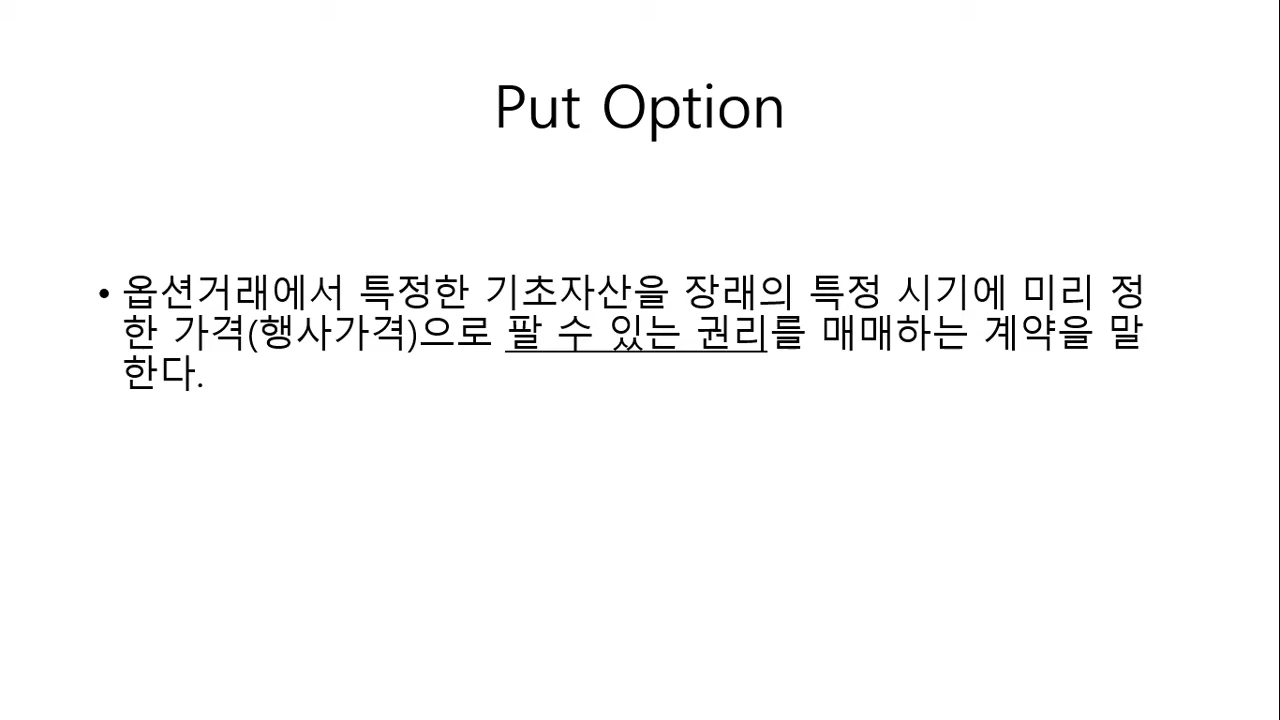 Put Option
• 옵션거래에서 특정한 기초자산을 장래의 특정 시기에 미리 정
한 가격(행사가격)으로 팔 수 있는 권리를 매매하는 계약을 말
한다.